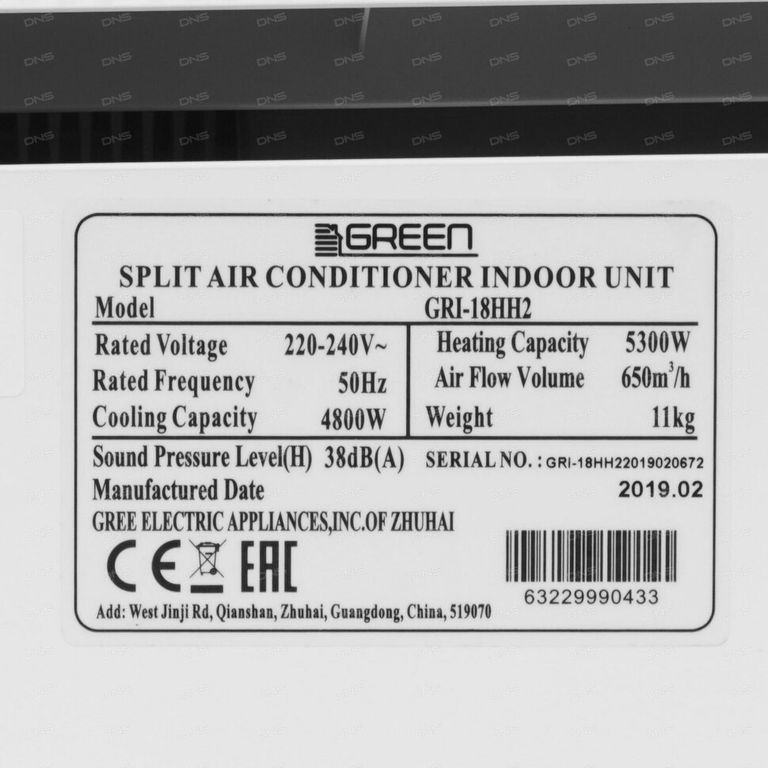 GREEN
SPLIT AIR CONDITIONER INDOOR UNIT
Model GRI-18HH2
Rated Voltage 220-240V~
Rated Frequency 50Hz
Cooling Capacity 4800W
Heating Capacity 5300W
Air Flow Volume 650m³/h
Weight 11kg
Sound Pressure Level(H) 38dB(A) SERIAL NO. : GRI-18HH22019020672
Manufactured Date 2019.02
GREE ELECTRIC APPLIANCES,INC.OF ZHUHAI
CE EAC
63229990433
Add: West Jinji Rd, Qianshan, Zhuhai, Guangdong, China, 519070
DNS